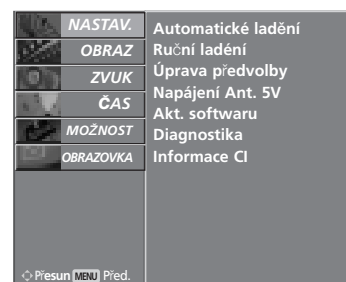 NASTAV.
OBRAZ
ZVUK
ČAS
MOŽNOST
OBRAZOVKA
Automatické ladění
Ruční ladéní
Úprava předvolby
Napájení Ant. 5V
Akt. softwaru
Diagnostika
Informace CI
Přesun MENU Před.